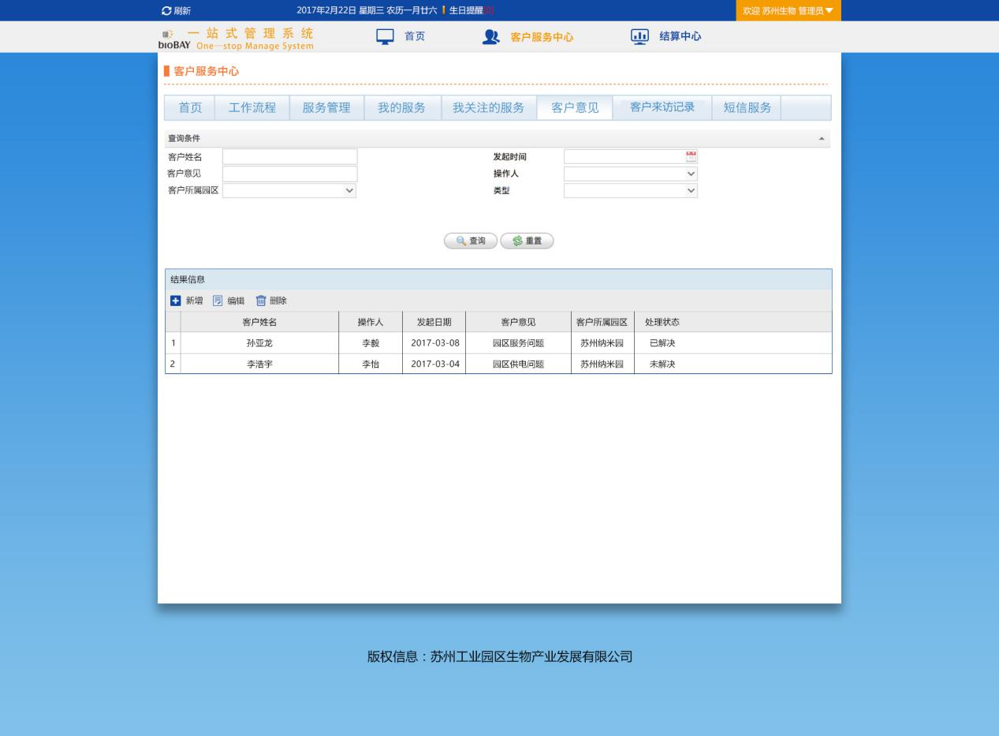 刷新 2017年2月22日 星期三 农历一月廿六 生日提醒[0] 欢迎 苏州生物 管理员
bioBAY 一站式管理系统 首页 客户服务中心 结算中心
One—stop Manage System
客户服务中心
首页 工作流程 服务管理 我的服务 我关注的服务 客户意见 客户来访记录 短信服务
查询条件
客户姓名 发起时间
客户意见 操作人
客户所属园区 类型
查询 重置
结果信息
新增 编辑 删除
客户姓名 操作人 发起日期 客户意见 客户所属园区 处理状态
1 孙亚龙 李毅 2017-03-08 园区服务问题 苏州纳米园 已解决
2 李浩宇 李怡 2017-03-04 园区供电问题 苏州纳米园 未解决
版权信息：苏州工业园区生物产业发展有限公司